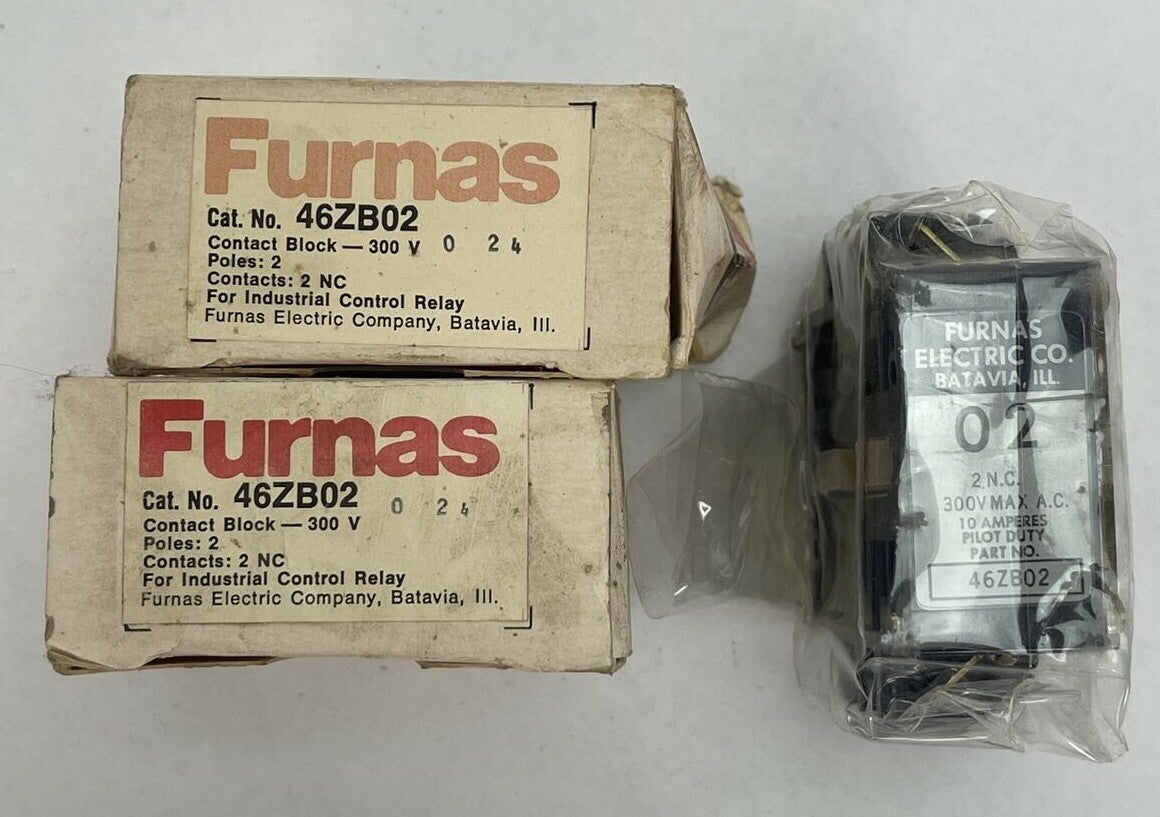 Furnas
Cat. No. 46ZB02
Contact Block — 300 V 0 24
Poles: 2
Contacts: 2 NC
For Industrial Control Relay
Furnas Electric Company, Batavia, Ill.
Furnas
Cat. No. 46ZB02 0 24
Contact Block — 300 V
Poles: 2
Contacts: 2 NC
For Industrial Control Relay
Furnas Electric Company, Batavia, Ill.
FURNAS
ELECTRIC CO.
BATAVIA, ILL.
02
2 N.C.
300V MAX A.C.
10 AMPERES
PILOT DUTY
PART NO.
46ZB02